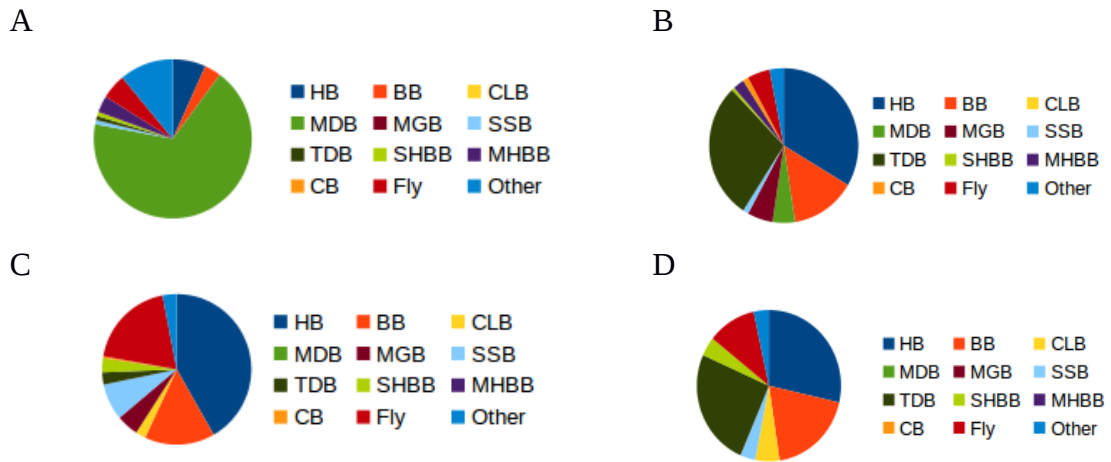 A
HB BB CLB
MDB MGB SSB
TDB SHBB MHBB
CB Fly Other
B
HB BB CLB
MDB MGB SSB
TDB SHBB MHBB
CB Fly Other
C
HB BB CLB
MDB MGB SSB
TDB SHBB MHBB
CB Fly Other
D
HB BB CLB
MDB MGB SSB
TDB SHBB MHBB
CB Fly Other